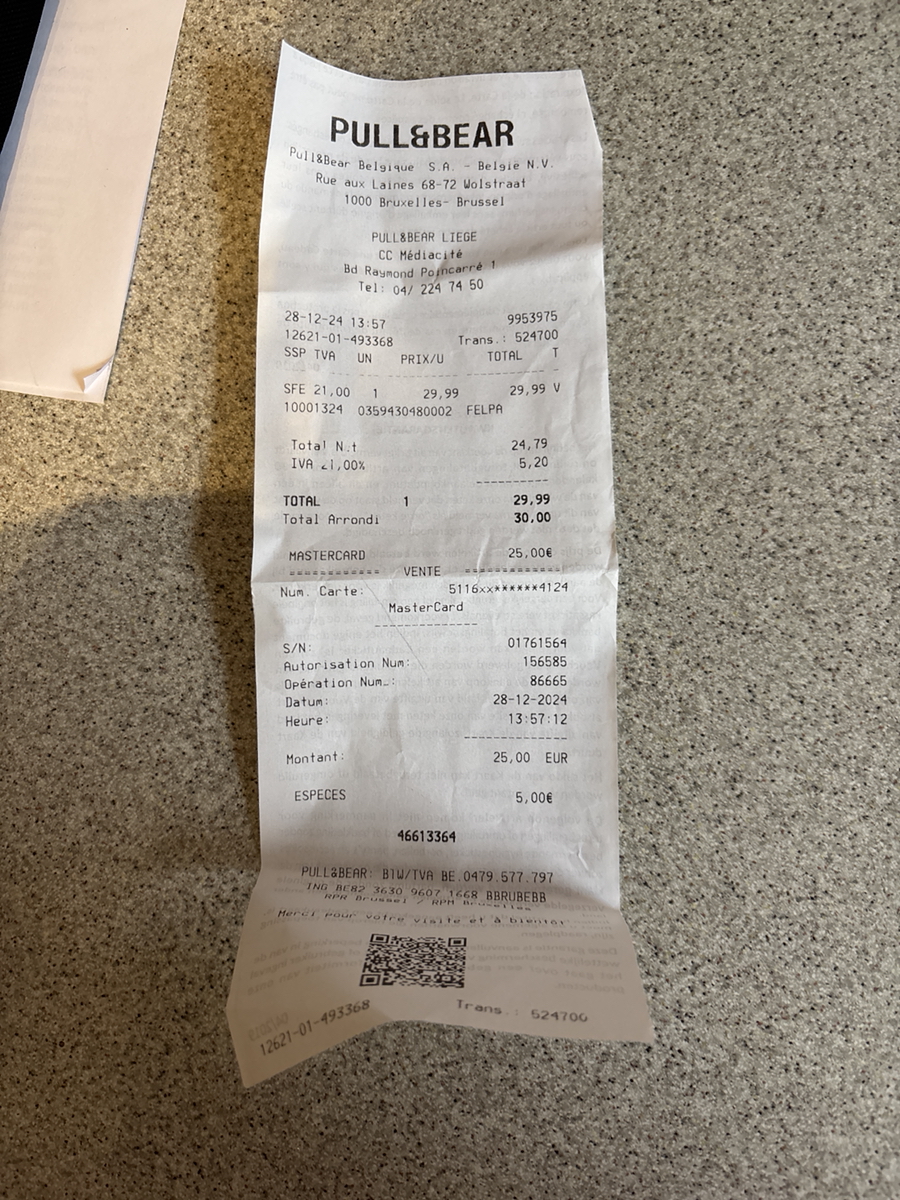 PULL&BEAR
Pull&Bear Belgique S.A. - België N.V.
Rue aux Laines 68-72 Wolstraat
1000 Bruxelles- Brussel
PULL&BEAR LIEGE
CC Médiacité
Bd Raymond Poincarré 1
Tel: 04/ 224 74 50
28-12-24 13:57 9953975
12621-01-493368 Trans.: 524700
SSP TVA UN PRIX/U TOTAL T
SFE 21,00 1 29,99 29,99 V
10001324 0359430480002 FELPA
Total N.t 24,79
IVA 21,00% 5,20
TOTAL 1 29,99
Total Arrondi 30,00
MASTERCARD 25,00€
============ VENTE =============
Num. Carte: 5116xx******4124
MasterCard
S/N: 01761564
Autorisation Num: 156585
Opération Num.: 86665
Datum: 28-12-2024
Heure: 13:57:12
Montant: 25,00 EUR
ESPECES 5,00€
46613364
PULL&BEAR: BTW/TVA BE.0479.577.797
ING BE82 3630 9607 1668 BBRUBEBB
RPR Brussel / RPM Bruxelles
Merci pour votre visite et à bientôt
12621-01-493368 Trans.: 524700